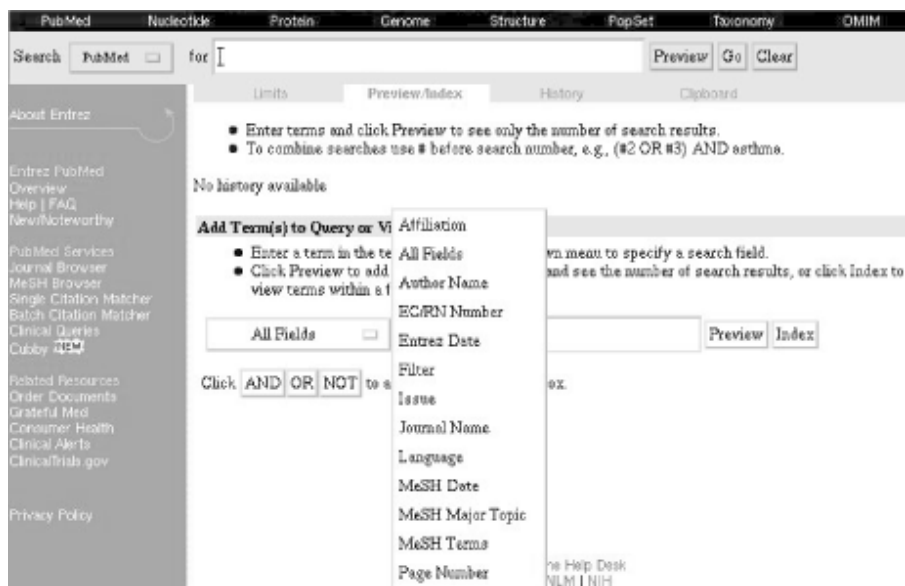 PubMed Nucleotide Protein Genome Structure PopSet Taxonomy OMIM
Search PubMed for Preview Go Clear
Limits Preview/Index History Clipboard
About Entrez
Entrez PubMed
Overview
Help | FAQ
New/Noteworthy
PubMed Services
Journal Browser
MeSH Browser
Single Citation Matcher
Batch Citation Matcher
Clinical Queries
Cubby NEW
Related Resources
Order Documents
Grateful Med
Consumer Health
Clinical Alerts
ClinicalTrials.gov
Privacy Policy
Enter terms and click Preview to see only the number of search results.
To combine searches use # before search number, e.g., (#2 OR #3) AND asthma.
No history available
Add Term(s) to Query or Vi
Enter a term in the te wn menu to specify a search field.
Click Preview to add and see the number of search results, or click Index to
view terms within a f
All Fields Preview Index
Click AND OR NOT to a ox.
Affiliation
All Fields
Author Name
EC/RN Number
Entrez Date
Filter
Issue
Journal Name
Language
MeSH Date
MeSH Major Topic
MeSH Terms
Page Number
he Help Desk
NLM | NIH